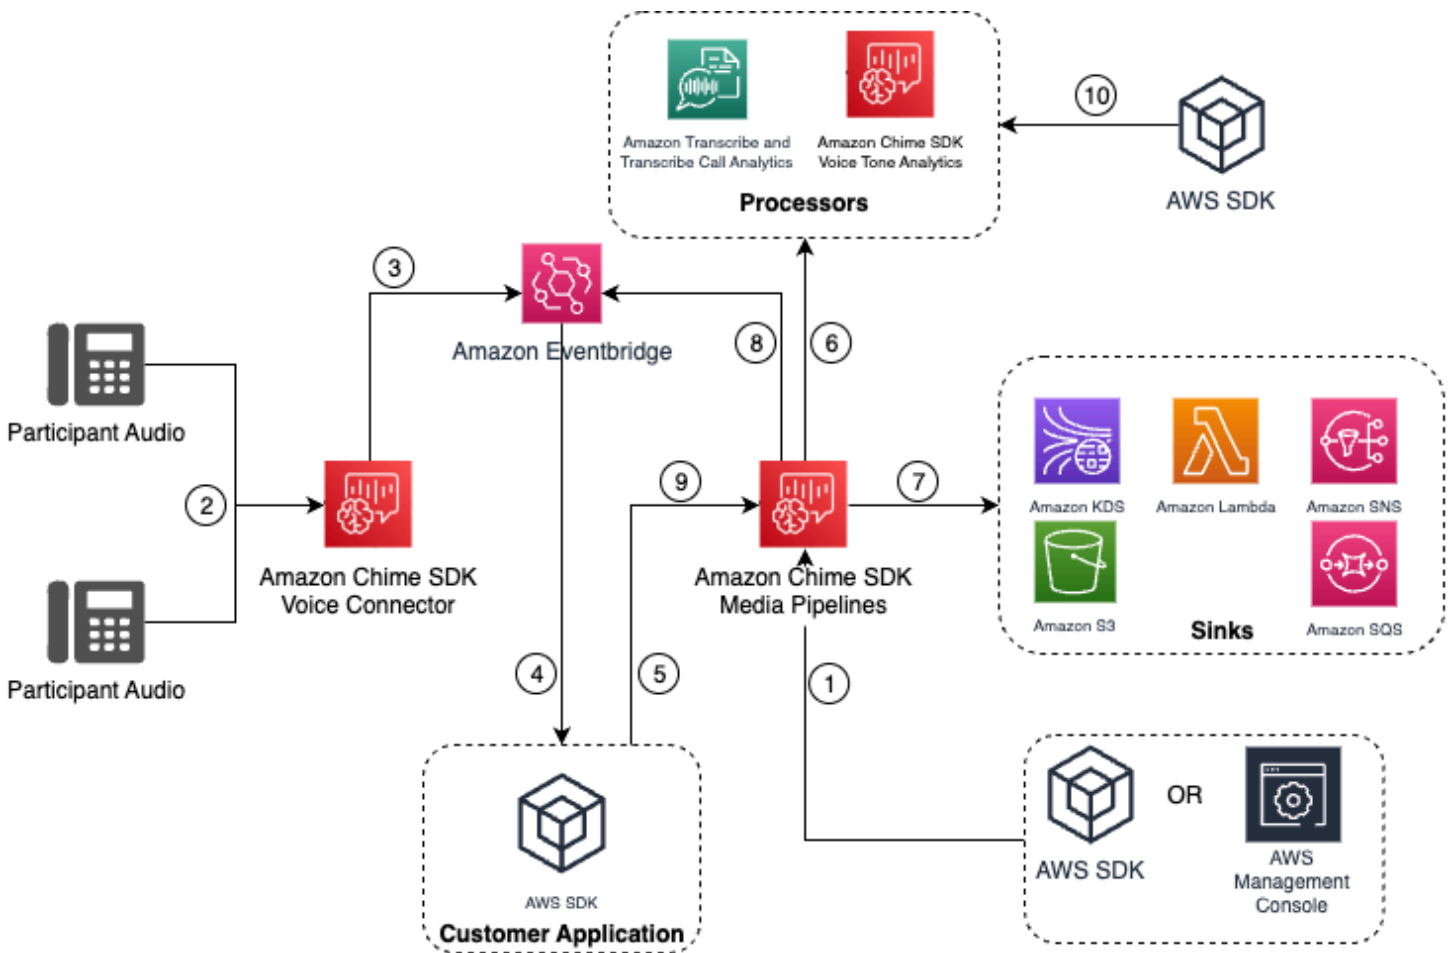 Amazon Transcribe and
Transcribe Call Analytics
Amazon Chime SDK
Voice Tone Analytics
Processors
10
AWS SDK
3
Amazon Eventbridge
8
6
Participant Audio
2
Amazon Chime SDK
Voice Connector
9
Amazon Chime SDK
Media Pipelines
7
Amazon KDS
Amazon Lambda
Amazon SNS
Amazon S3
Sinks
Amazon SQS
Participant Audio
4
5
1
AWS SDK
Customer Application
AWS SDK
OR
AWS
Management
Console